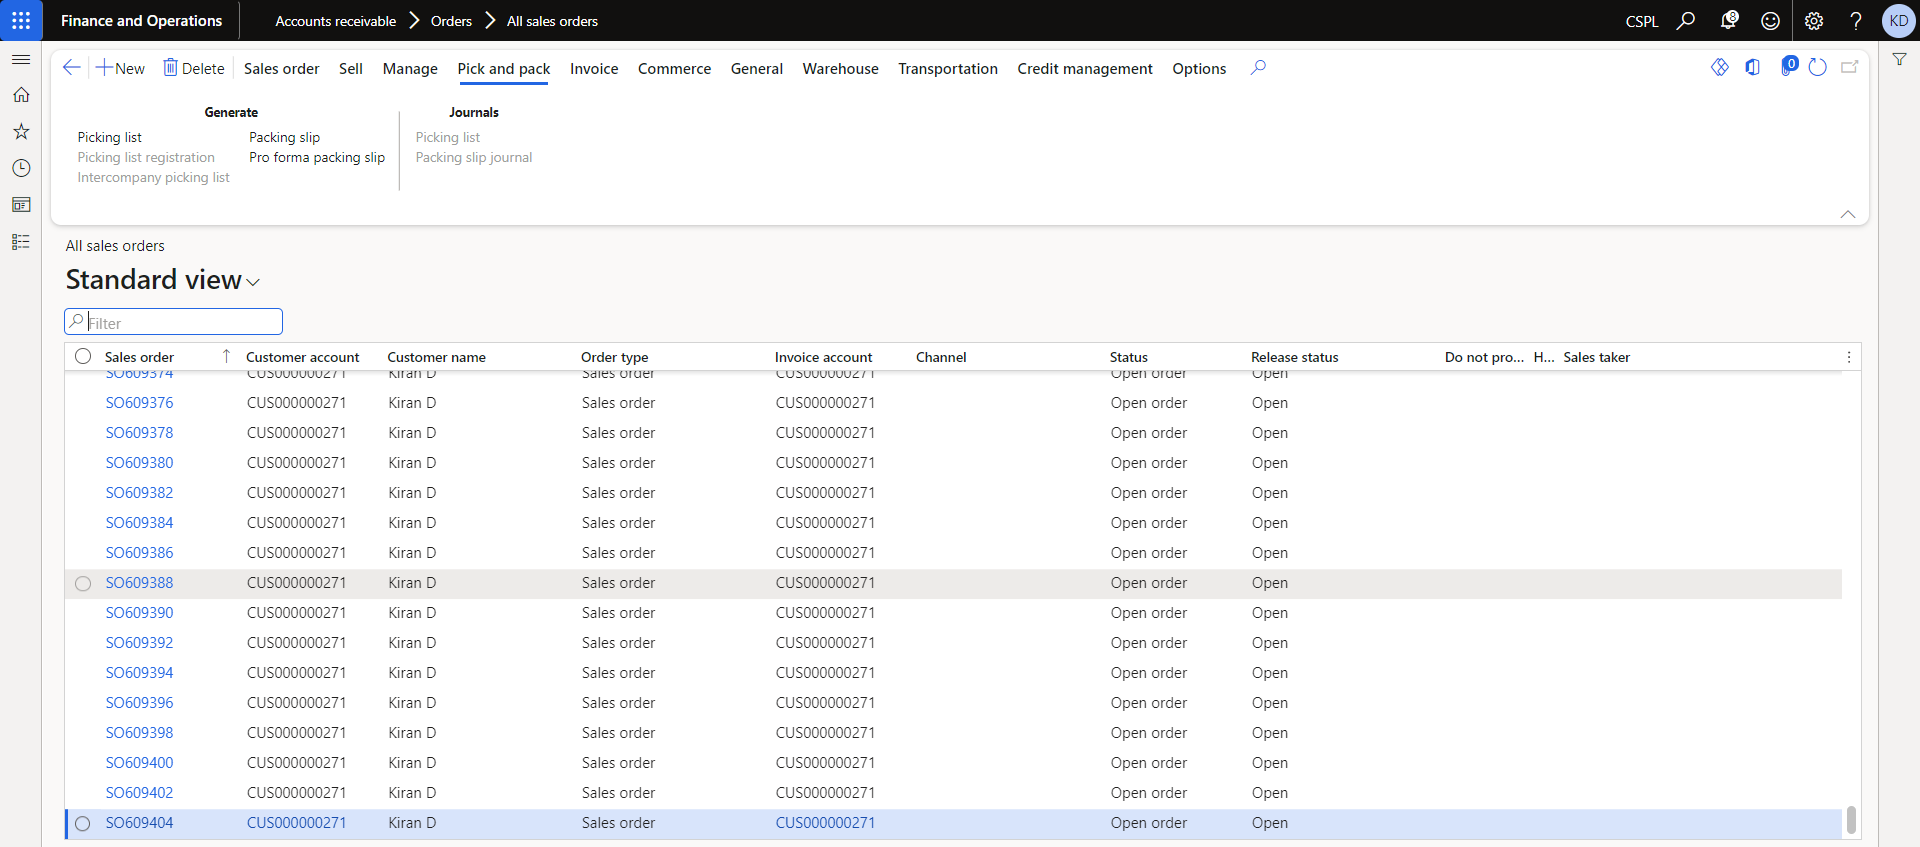 Finance and Operations Accounts receivable Orders All sales orders CSPL 8 KD
New Delete Sales order Sell Manage Pick and pack Invoice Commerce General Warehouse Transportation Credit management Options 0
Generate Journals
Picking list Packing slip Picking list
Picking list registration Pro forma packing slip Packing slip journal
Intercompany picking list
All sales orders
Standard view
Filter
Sales order Customer account Customer name Order type Invoice account Channel Status Release status Do not pro... H... Sales taker
SO609374 CUS000000271 Kiran D Sales order CUS000000271 Open order Open
SO609376 CUS000000271 Kiran D Sales order CUS000000271 Open order Open
SO609378 CUS000000271 Kiran D Sales order CUS000000271 Open order Open
SO609380 CUS000000271 Kiran D Sales order CUS000000271 Open order Open
SO609382 CUS000000271 Kiran D Sales order CUS000000271 Open order Open
SO609384 CUS000000271 Kiran D Sales order CUS000000271 Open order Open
SO609386 CUS000000271 Kiran D Sales order CUS000000271 Open order Open
SO609388 CUS000000271 Kiran D Sales order CUS000000271 Open order Open
SO609390 CUS000000271 Kiran D Sales order CUS000000271 Open order Open
SO609392 CUS000000271 Kiran D Sales order CUS000000271 Open order Open
SO609394 CUS000000271 Kiran D Sales order CUS000000271 Open order Open
SO609396 CUS000000271 Kiran D Sales order CUS000000271 Open order Open
SO609398 CUS000000271 Kiran D Sales order CUS000000271 Open order Open
SO609400 CUS000000271 Kiran D Sales order CUS000000271 Open order Open
SO609402 CUS000000271 Kiran D Sales order CUS000000271 Open order Open
SO609404 CUS000000271 Kiran D Sales order CUS000000271 Open order Open